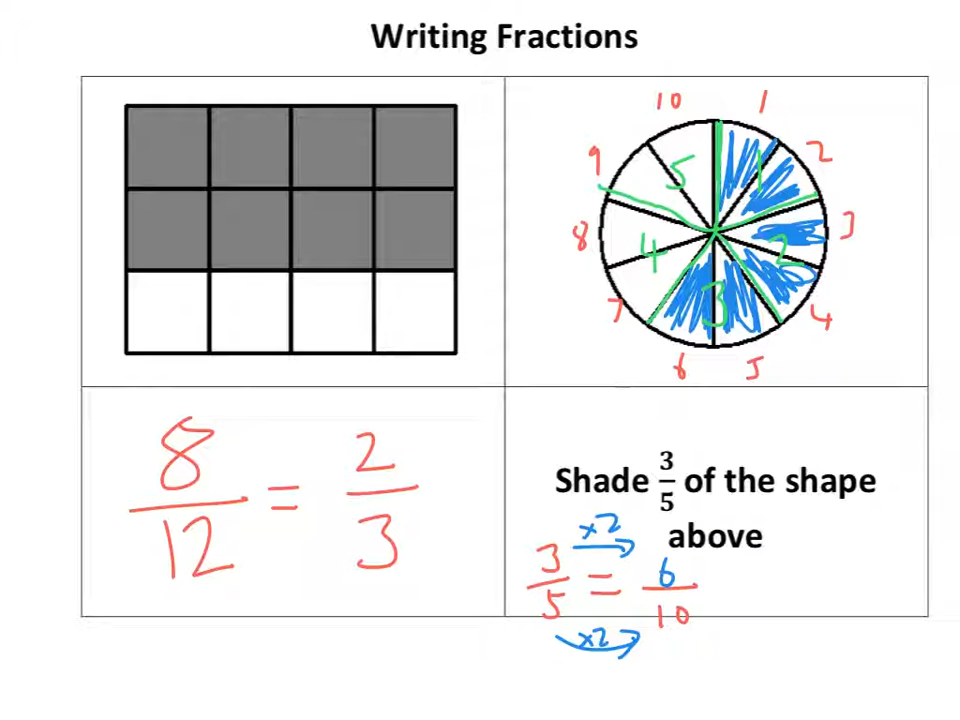 Writing Fractions
10 1
9 2
5 1
8 3
4 2
7 3 4
6 5
8/12 = 2/3
Shade 3/5 of the shape
above
×2
3/5 = 6/10
×2